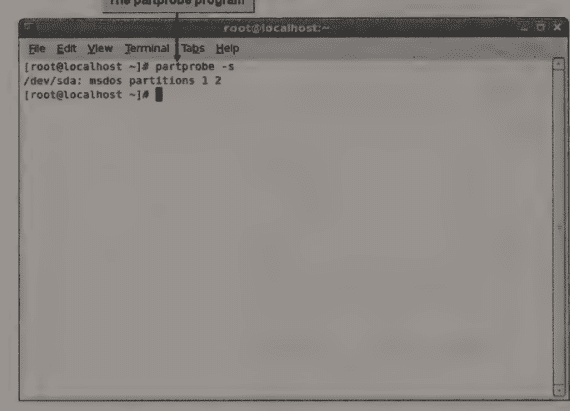 The partprobe program
root@localhost:~
File Edit View Terminal Tabs Help
[root@localhost ~]# partprobe -s
/dev/sda: msdos partitions 1 2
[root@localhost ~]#